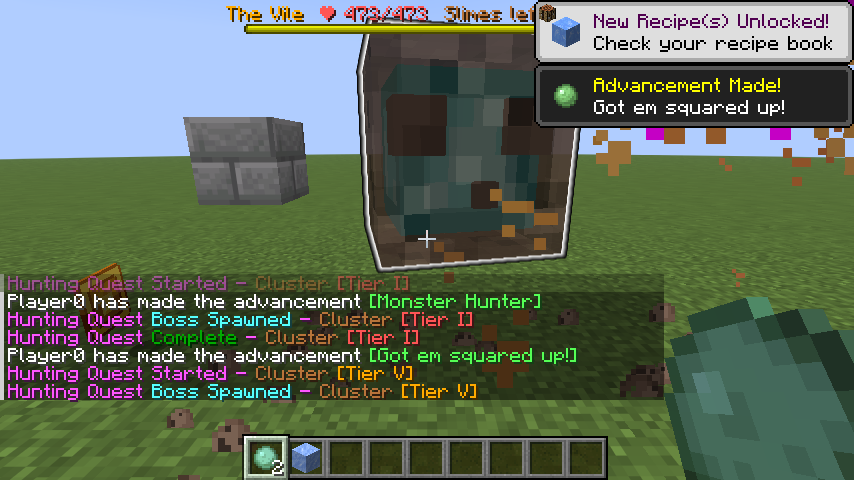 The Vile 473/473 Slimes
New Recipe(s) Unlocked!
Check your recipe book
Advancement Made!
Got em squared up!
Hunting Quest Started - Cluster [Tier I]
Player0 has made the advancement [Monster Hunter]
Hunting Quest Boss Spawned - Cluster [Tier I]
Hunting Quest Complete - Cluster [Tier I]
Player0 has made the advancement [Got em squared up!]
Hunting Quest Started - Cluster [Tier V]
Hunting Quest Boss Spawned - Cluster [Tier V]
2